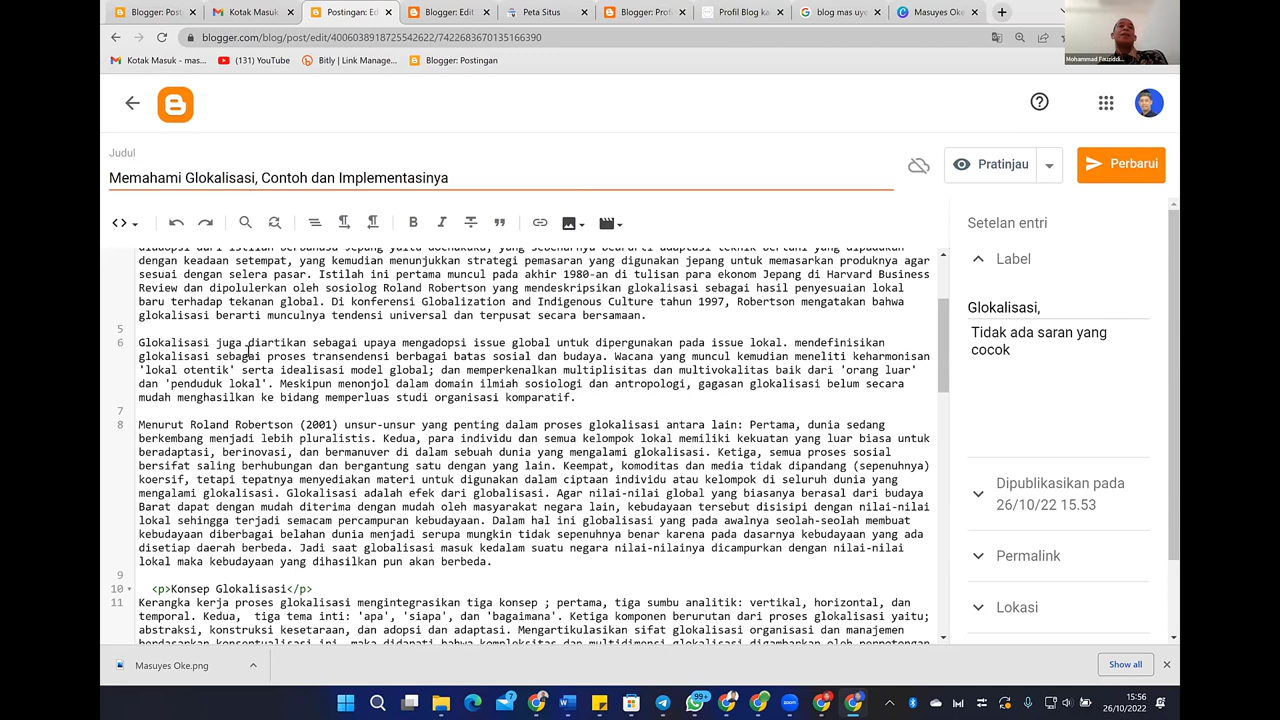 Blogger: Post
Kotak Masuk
Postingan: Ed
Blogger: Edit
Peta Situs
Blogger: Prof
Profil Blog ka
blog mas uye
Masuyes Oke.
blogger.com/blog/post/edit/4006038918725542622/7422683670135166390
Kotak Masuk - mas...
(131) YouTube
Bitly | Link Manage...
Blogger: Postingan
Mohammad Fauziddi...
Judul
Memahami Glokalisasi, Contoh dan Implementasinya
Pratinjau
Perbarui
Setelan entri
Label
Glokalisasi,
Tidak ada saran yang
cocok
Dipublikasikan pada
26/10/22 15.53
Permalink
Lokasi
diadopsi dari istilah berbahasa Jepang yaitu dochakuka, yang sebenarnya bearti adaptasi teknik bertani yang dipadukan
dengan keadaan setempat, yang kemudian menunjukkan strategi pemasaran yang digunakan jepang untuk memasarkan produknya agar
sesuai dengan selera pasar. Istilah ini pertama muncul pada akhir 1980-an di tulisan para ekonom Jepang di Harvard Business
Review dan dipolulerkan oleh sosiolog Roland Robertson yang mendeskripsikan glokalisasi sebagai hasil penyesuaian lokal
baru terhadap tekanan global. Di konferensi Globalization and Indigenous Culture tahun 1997, Robertson mengatakan bahwa
glokalisasi berarti munculnya tendensi universal dan terpusat secara bersamaan.
5
6 Glokalisasi juga diartikan sebagai upaya mengadopsi issue global untuk dipergunakan pada issue lokal. mendefinisikan
glokalisasi sebagai proses transendensi berbagai batas sosial dan budaya. Wacana yang muncul kemudian meneliti keharmonisan
'lokal otentik' serta idealisasi model global; dan memperkenalkan multiplisitas dan multivokalitas baik dari 'orang luar'
dan 'penduduk lokal'. Meskipun menonjol dalam domain ilmiah sosiologi dan antropologi, gagasan glokalisasi belum secara
mudah menghasilkan ke bidang memperluas studi organisasi komparatif.
7
8 Menurut Roland Robertson (2001) unsur-unsur yang penting dalam proses glokalisasi antara lain: Pertama, dunia sedang
berkembang menjadi lebih pluralistis. Kedua, para individu dan semua kelompok lokal memiliki kekuatan yang luar biasa untuk
beradaptasi, berinovasi, dan bermanuver di dalam sebuah dunia yang mengalami glokalisasi. Ketiga, semua proses sosial
bersifat saling berhubungan dan bergantung satu dengan yang lain. Keempat, komoditas dan media tidak dipandang (sepenuhnya)
koersif, tetapi tepatnya menyediakan materi untuk digunakan dalam ciptaan individu atau kelompok di seluruh dunia yang
mengalami glokalisasi. Glokalisasi adalah efek dari globalisasi. Agar nilai-nilai global yang biasanya berasal dari budaya
Barat dapat dengan mudah diterima dengan mudah oleh masyarakat negara lain, kebudayaan tersebut disisipi dengan nilai-nilai
lokal sehingga terjadi semacam percampuran kebudayaan. Dalam hal ini globalisasi yang pada awalnya seolah-seolah membuat
kebudayaan diberbagai belahan dunia menjadi serupa mungkin tidak sepenuhnya benar karena pada dasarnya kebudayaan yang ada
disetiap daerah berbeda. Jadi saat globalisasi masuk kedalam suatu negara nilai-nilainya dicampurkan dengan nilai-nilai
lokal maka kebudayaan yang dihasilkan pun akan berbeda.
9
10 <p>Konsep Glokalisasi</p>
11 Kerangka kerja proses glokalisasi mengintegrasikan tiga konsep ; pertama, tiga sumbu analitik: vertikal, horizontal, dan
temporal. Kedua, tiga tema inti: 'apa', 'siapa', dan 'bagaimana'. Ketiga komponen berurutan dari proses glokalisasi yaitu;
abstraksi, konstruksi kesetaraan, dan adopsi dan adaptasi. Mengartikulasikan sifat glokalisasi organisasi dan manajemen
Masuyes Oke.png
Show all
99+
zoom
15:56
26/10/2022